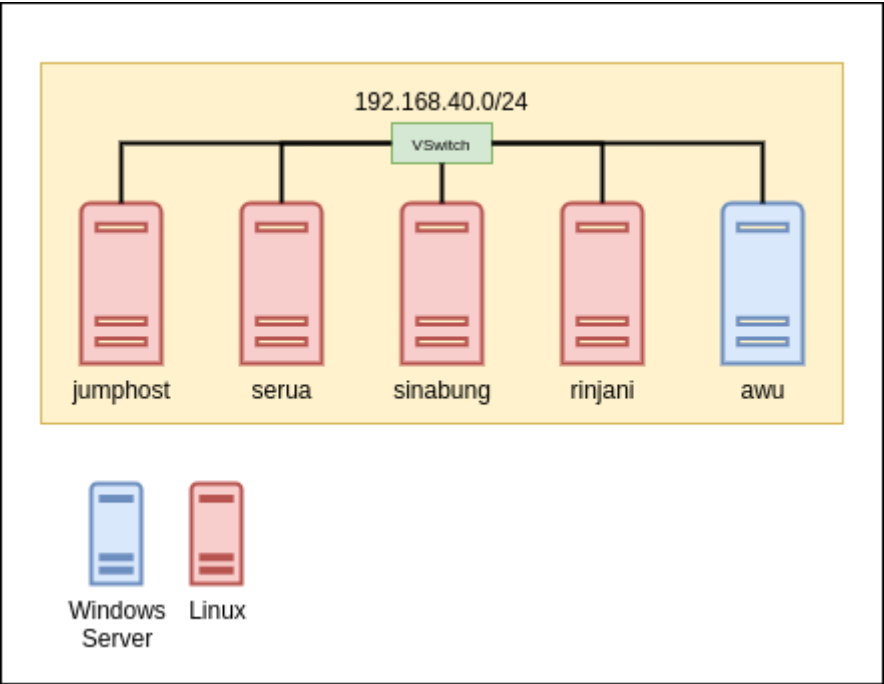 192.168.40.0/24
VSwitch
jumphost
serua
sinabung
rinjani
awu
Windows
Server
Linux